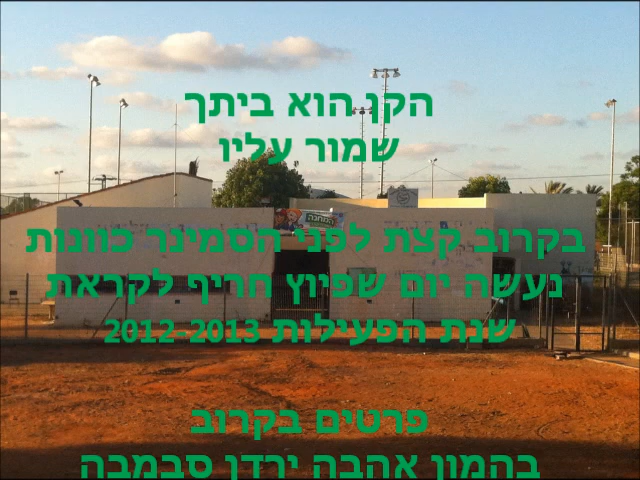 הקן הוא ביתך
שמור עליו
בקרוב קצת לפני הסמינר כוונות
נעשה יום שפיוץ חריף לקראת
שנת הפעילות 2012-2013
פרטים בקרוב
בהמון אהבה ירדן סבמבה